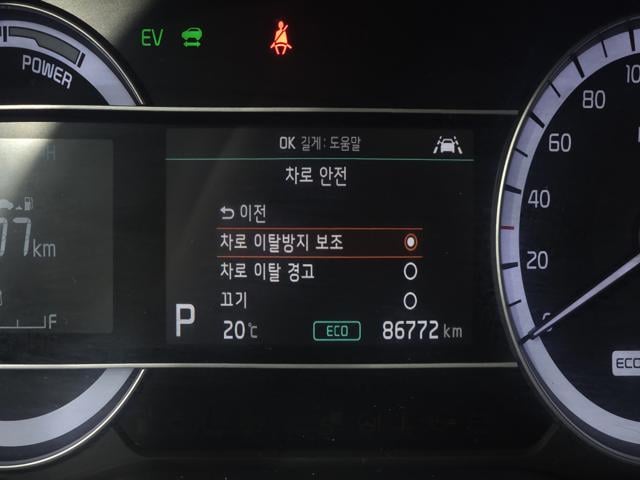 EV
POWER
OK 길게 : 도움말
차로 안전
이전
차로 이탈방지 보조
차로 이탈 경고
끄기
P
20℃
ECO
86772 km
77 km
F
80
60
40
20
0
ECO